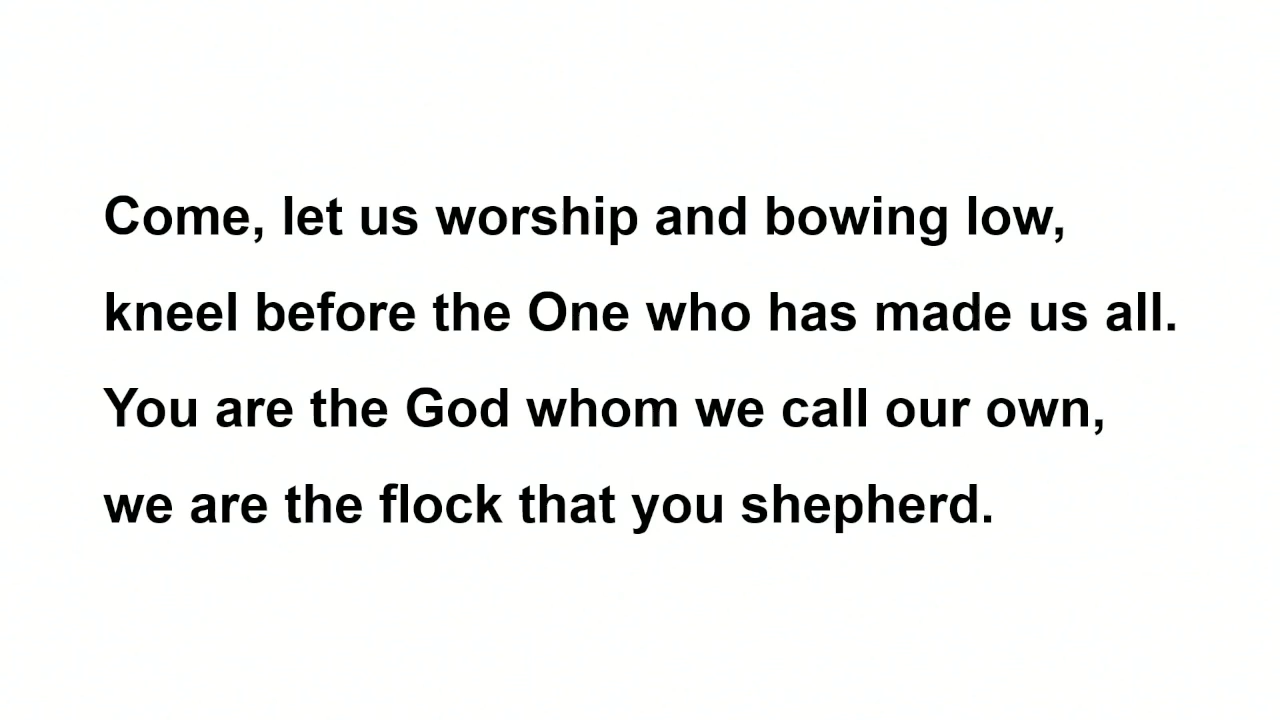 Come, let us worship and bowing low,
kneel before the One who has made us all.
You are the God whom we call our own,
we are the flock that you shepherd.